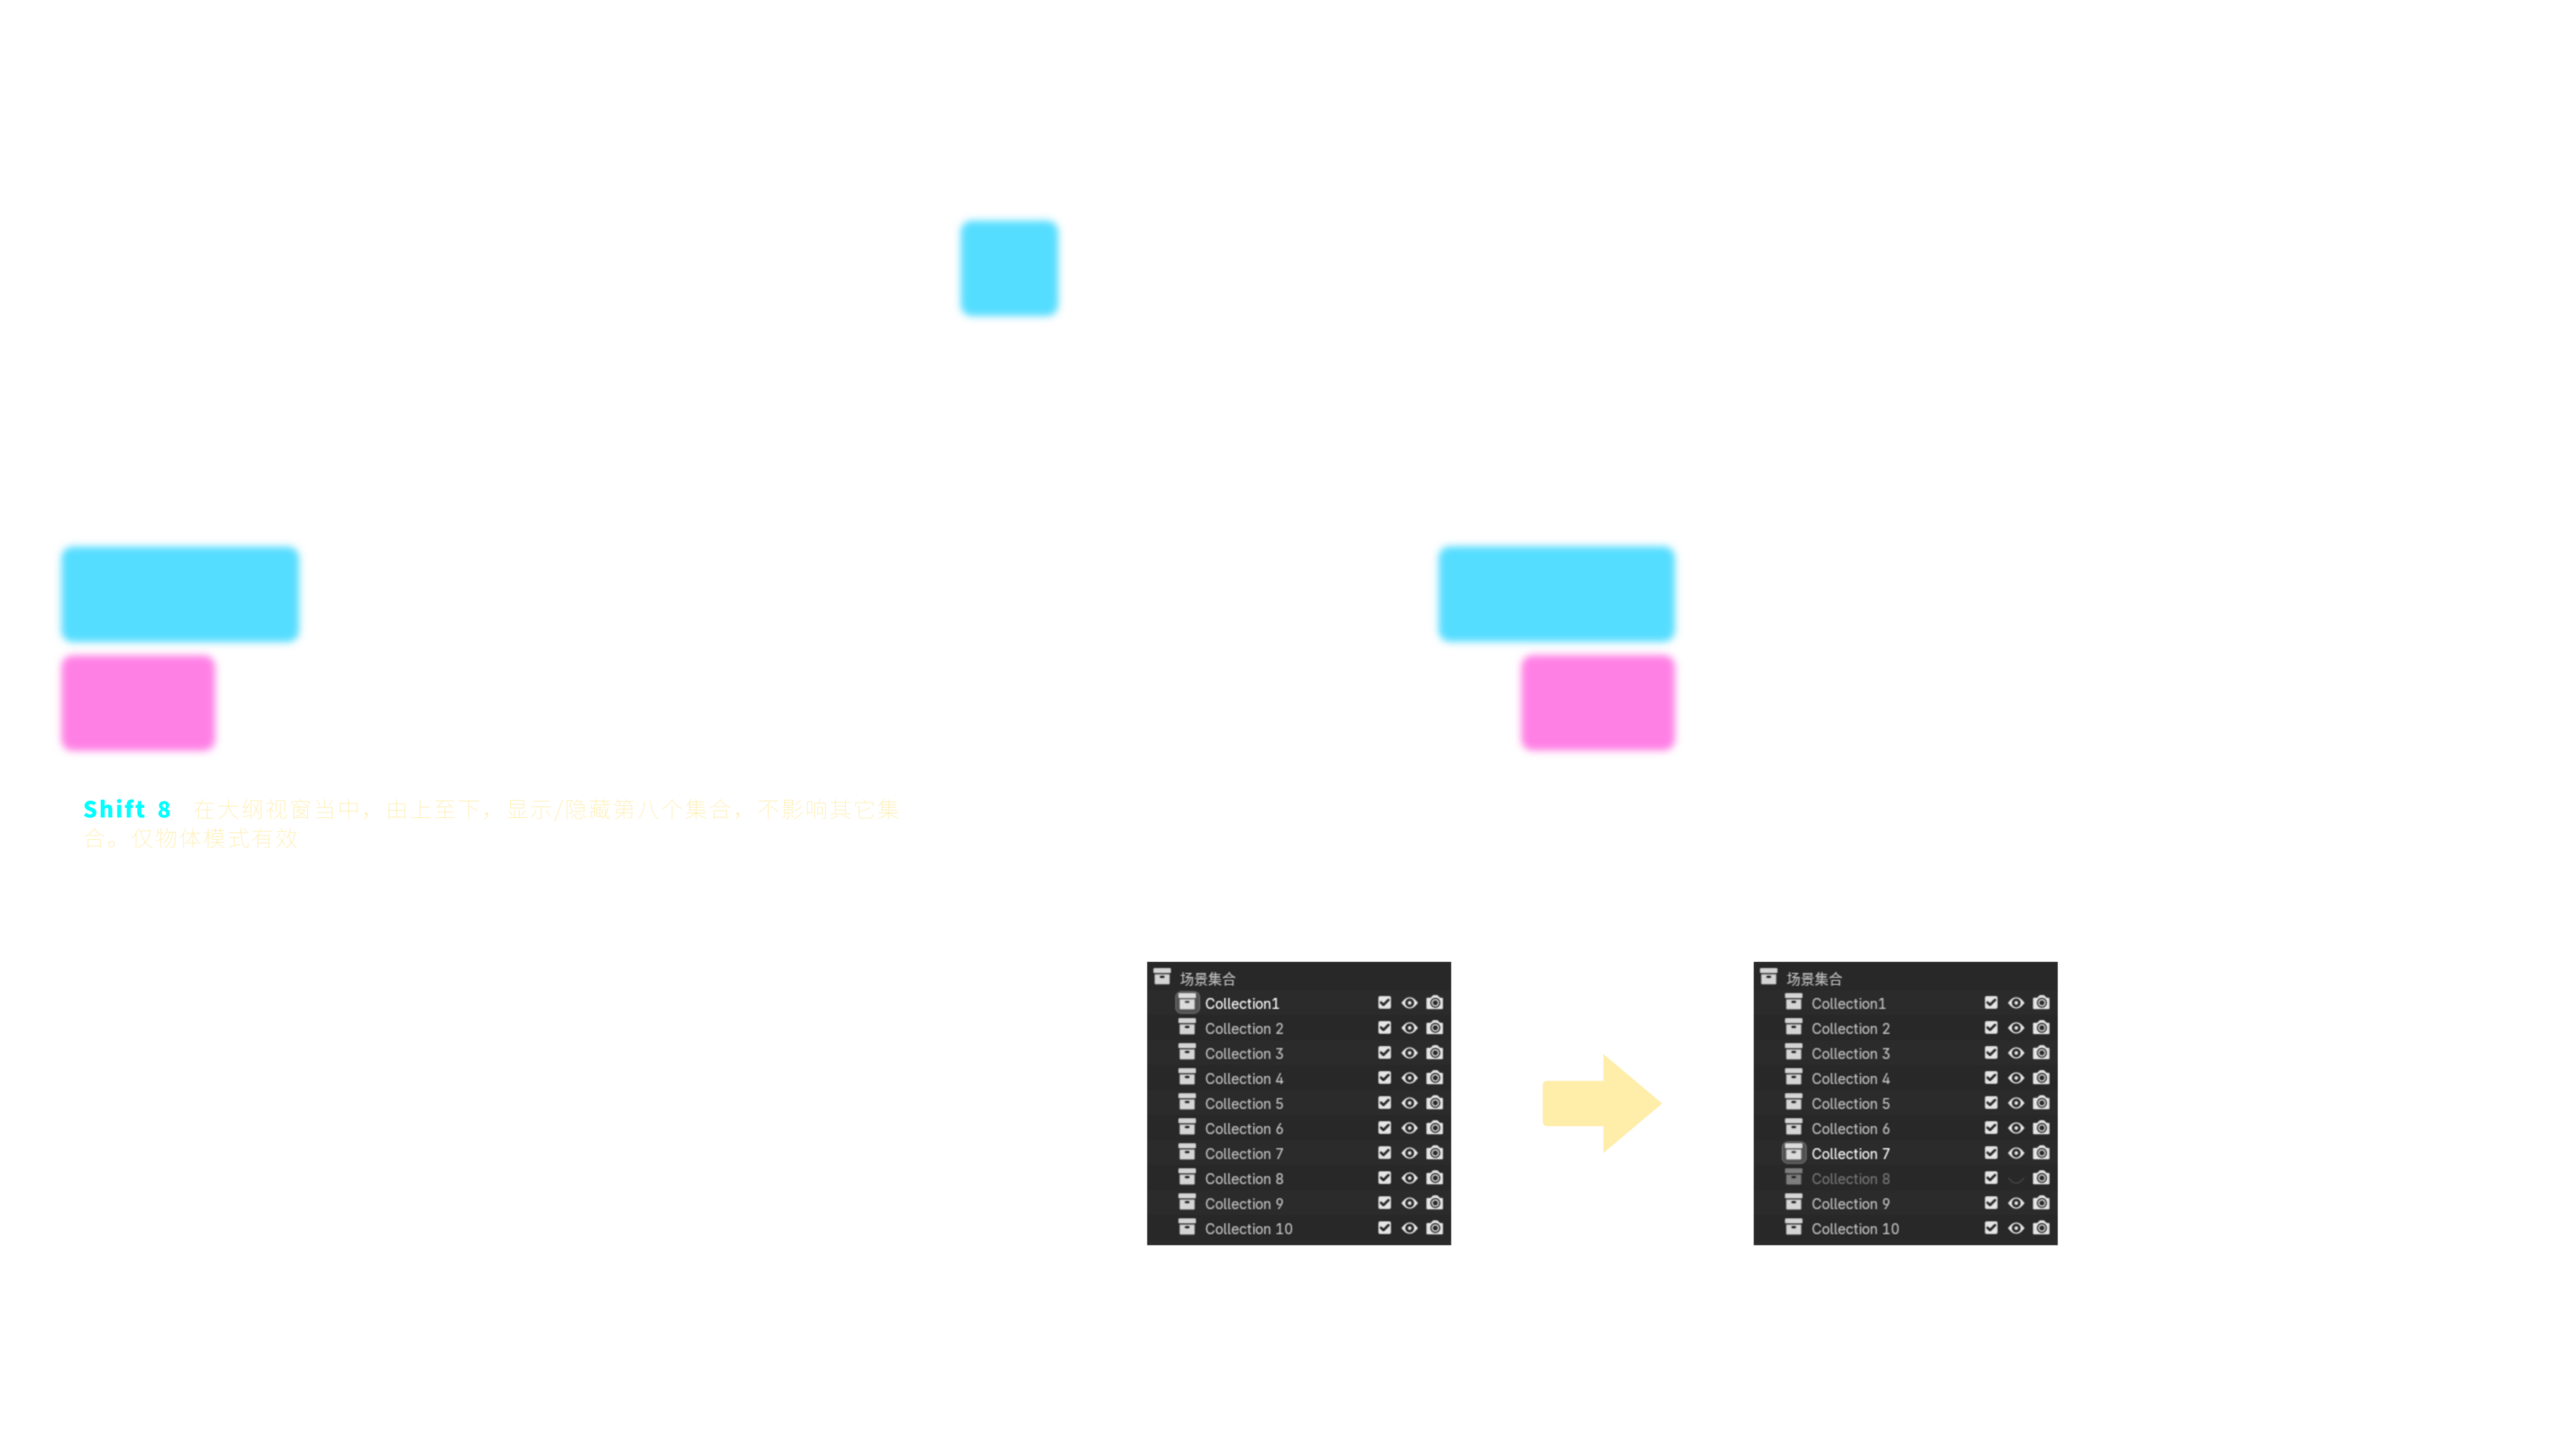 Shift 8 在大纲视窗当中，由上至下，显示/隐藏第八个集合，不影响其它集
合。仅物体模式有效
场景集合
Collection1
Collection 2
Collection 3
Collection 4
Collection 5
Collection 6
Collection 7
Collection 8
Collection 9
Collection 10
场景集合
Collection1
Collection 2
Collection 3
Collection 4
Collection 5
Collection 6
Collection 7
Collection 8
Collection 9
Collection 10